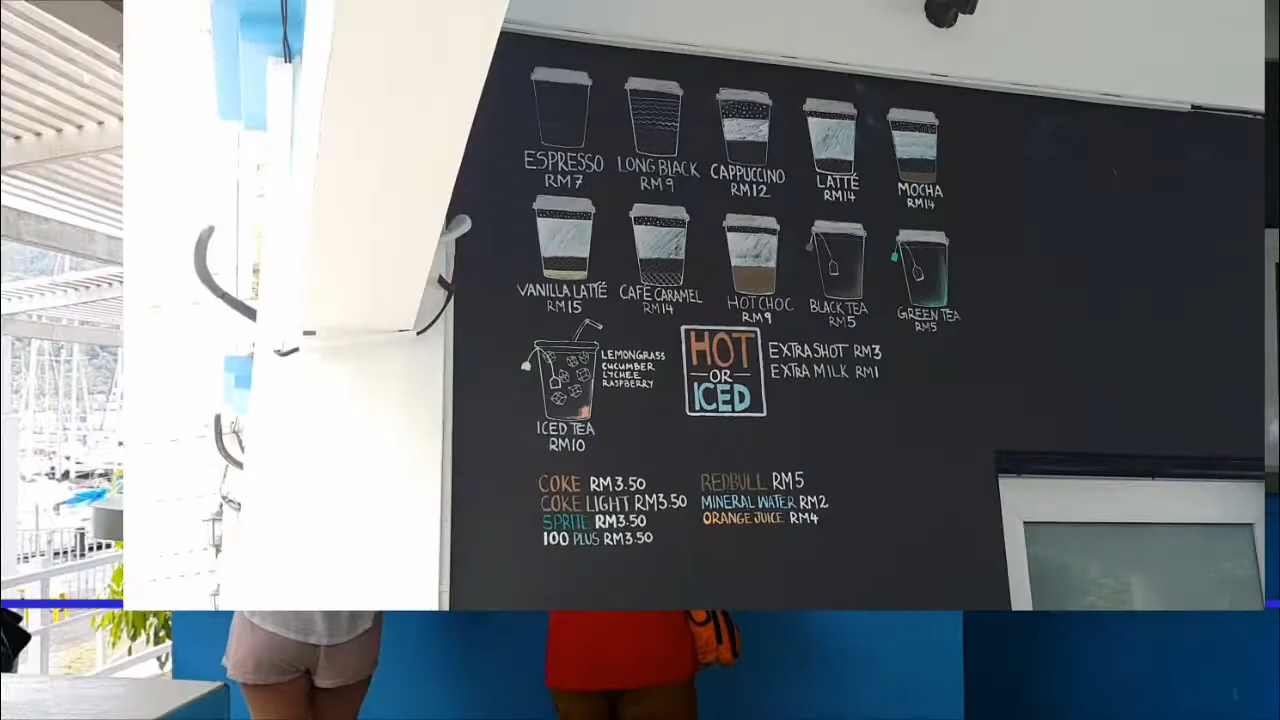 ESPRESSO
RM7
LONG BLACK
RM9
CAPPUCCINO
RM12
LATTÉ
RM14
MOCHA
RM14
VANILLA LATTÉ
RM15
CAFÉ CARAMEL
RM14
HOT CHOC
RM9
BLACK TEA
RM5
GREEN TEA
RM5
LEMONGRASS
CUCUMBER
LYCHEE
RASPBERRY
ICED TEA
RM10
HOT
OR
ICED
EXTRA SHOT RM3
EXTRA MILK RM1
COKE RM3.50
COKE LIGHT RM3.50
SPRITE RM3.50
100 PLUS RM3.50
REDBULL RM5
MINERAL WATER RM2
ORANGE JUICE RM4